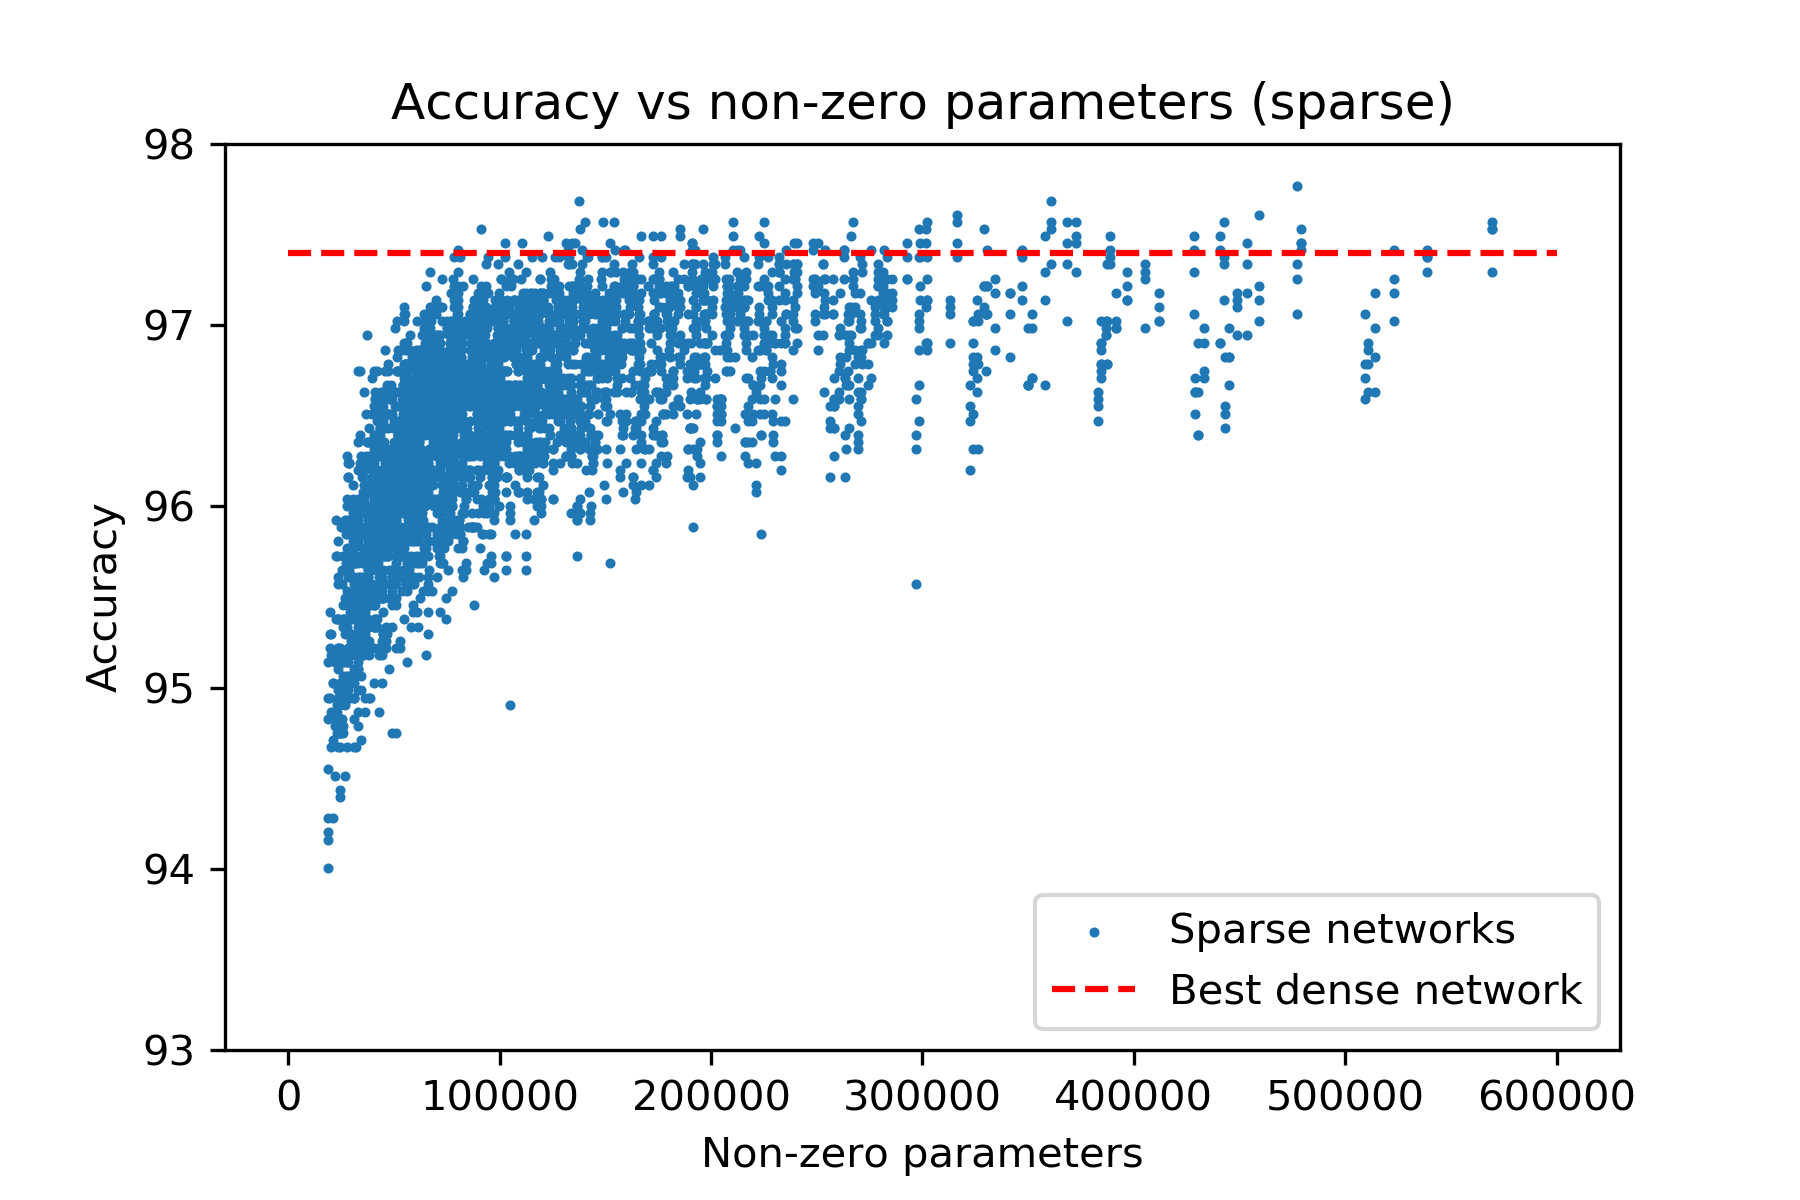 Accuracy vs non-zero parameters (sparse)
98
97
96
95
94
93
Accuracy
0 100000 200000 300000 400000 500000 600000
Non-zero parameters
Sparse networks
Best dense network